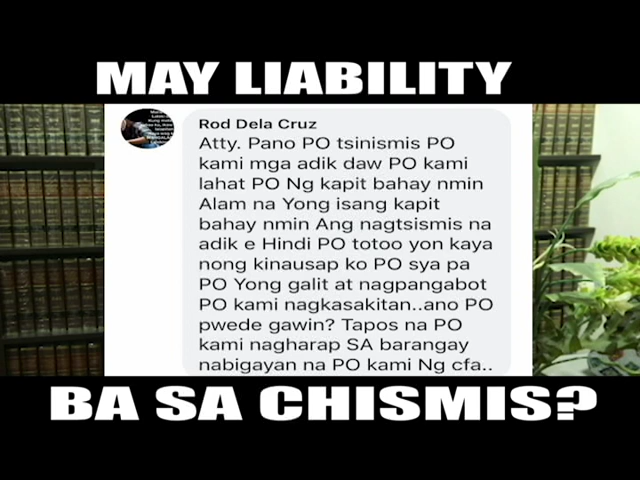 MAY LIABILITY
Rod Dela Cruz
Atty. Pano PO tsinismis PO
kami mga adik daw PO kami
lahat PO Ng kapit bahay nmin
Alam na Yong isang kapit
bahay nmin Ang nagtsismis na
adik e Hindi PO totoo yon kaya
nong kinausap ko PO sya pa
PO Yong galit at nagpangabot
PO kami nagkasakitan..ano PO
pwede gawin? Tapos na PO
kami nagharap SA barangay
nabigayan na PO kami Ng cfa..
BA SA CHISMIS?